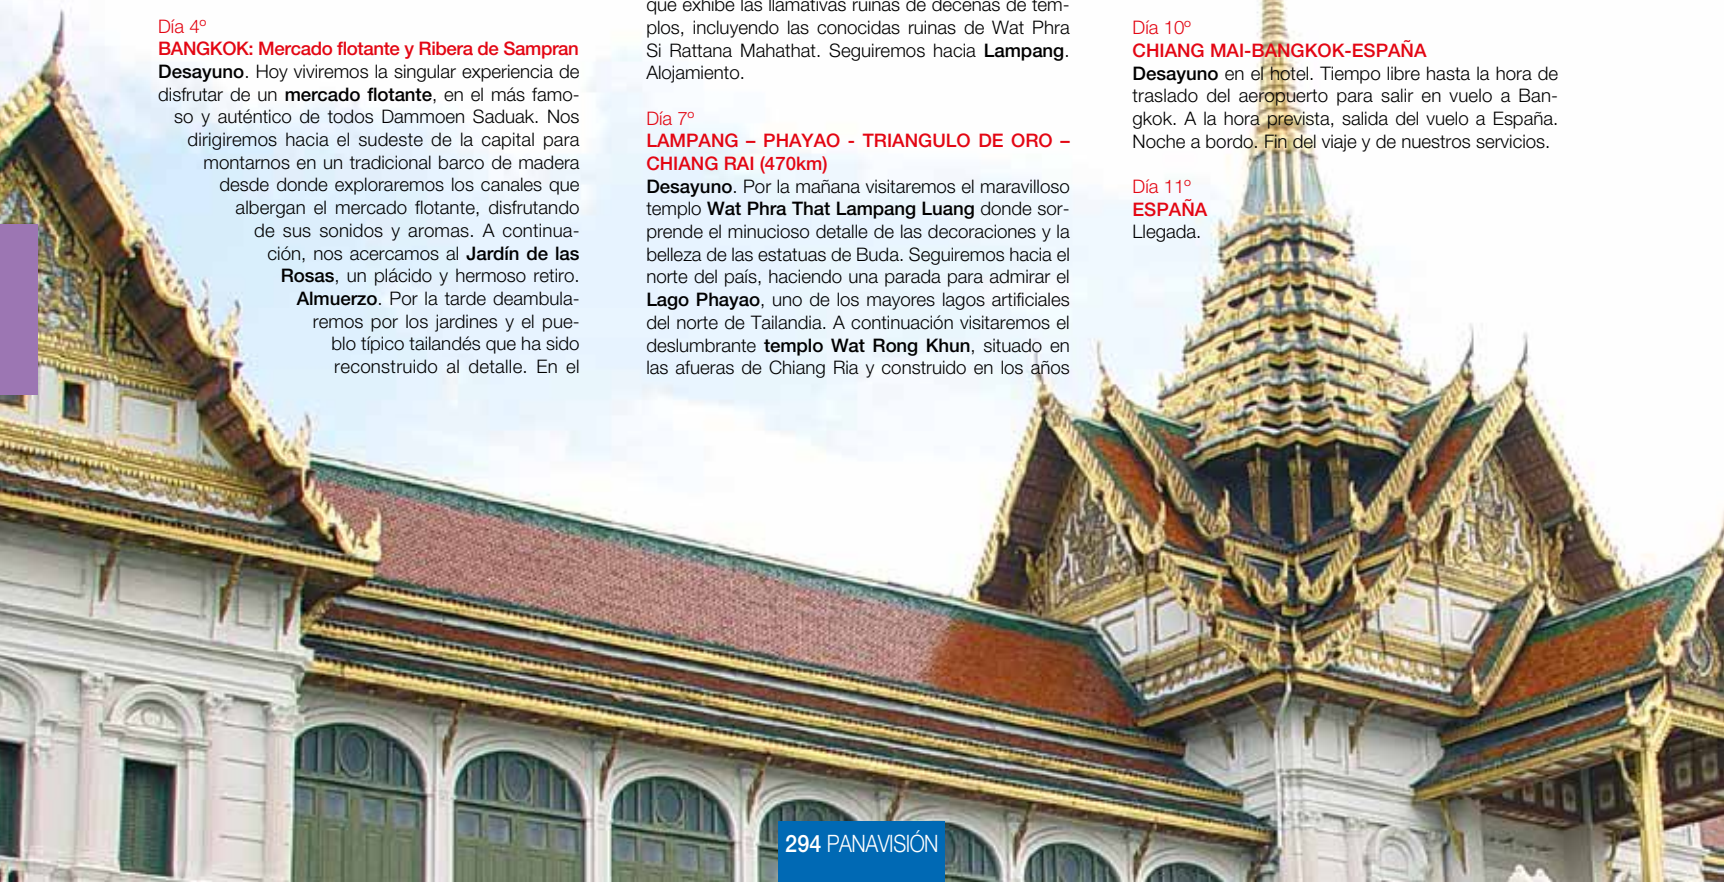 Día 4º
BANGKOK: Mercado flotante y Ribera de Sampran
Desayuno. Hoy viviremos la singular experiencia de
disfrutar de un mercado flotante, en el más famo-
so y auténtico de todos Dammoen Saduak. Nos
dirigiremos hacia el sudeste de la capital para
montarnos en un tradicional barco de madera
desde donde exploraremos los canales que
albergan el mercado flotante, disfrutando
de sus sonidos y aromas. A continua-
ción, nos acercamos al Jardín de las
Rosas, un plácido y hermoso retiro.
Almuerzo. Por la tarde deambula-
remos por los jardines y el pue-
blo típico tailandés que ha sido
reconstruido al detalle. En el
que exhibe las llamativas ruinas de decenas de tem-
plos, incluyendo las conocidas ruinas de Wat Phra
Si Rattana Mahathat. Seguiremos hacia Lampang.
Alojamiento.
Día 7º
LAMPANG – PHAYAO - TRIANGULO DE ORO –
CHIANG RAI (470km)
Desayuno. Por la mañana visitaremos el maravilloso
templo Wat Phra That Lampang Luang donde sor-
prende el minucioso detalle de las decoraciones y la
belleza de las estatuas de Buda. Seguiremos hacia el
norte del país, haciendo una parada para admirar el
Lago Phayao, uno de los mayores lagos artificiales
del norte de Tailandia. A continuación visitaremos el
deslumbrante templo Wat Rong Khun, situado en
las afueras de Chiang Ria y construido en los años
Día 10º
CHIANG MAI-BANGKOK-ESPAÑA
Desayuno en el hotel. Tiempo libre hasta la hora de
traslado del aeropuerto para salir en vuelo a Ban-
gkok. A la hora prevista, salida del vuelo a España.
Noche a bordo. Fin del viaje y de nuestros servicios.
Día 11º
ESPAÑA
Llegada.
294 PANAVISIÓN